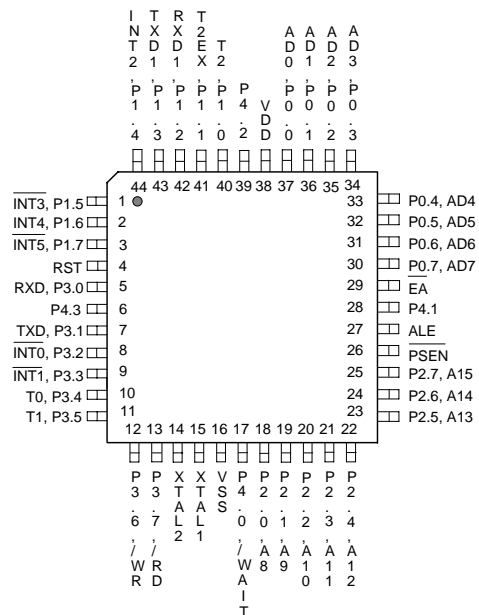 INT2,P1.4
TXD1,P1.3
RXD1,P1.2
T2EX,P1.1
T2,P1.0
P4.2
VDD
AD0,P0.0
AD1,P0.1
AD2,P0.2
AD3,P0.3
44 43 42 41 40 39 38 37 36 35 34
INT3, P1.5 1
INT4, P1.6 2
INT5, P1.7 3
RST 4
RXD, P3.0 5
P4.3 6
TXD, P3.1 7
INT0, P3.2 8
INT1, P3.3 9
T0, P3.4 10
T1, P3.5 11
33 P0.4, AD4
32 P0.5, AD5
31 P0.6, AD6
30 P0.7, AD7
29 EA
28 P4.1
27 ALE
26 PSEN
25 P2.7, A15
24 P2.6, A14
23 P2.5, A13
12 13 14 15 16 17 18 19 20 21 22
P3.6,/WR
P3.7,/RD
XTAL2
XTAL1
VSS
P4.0,/WAIT
P2.0,A8
P2.1,A9
P2.2,A10
P2.3,A11
P2.4,A12